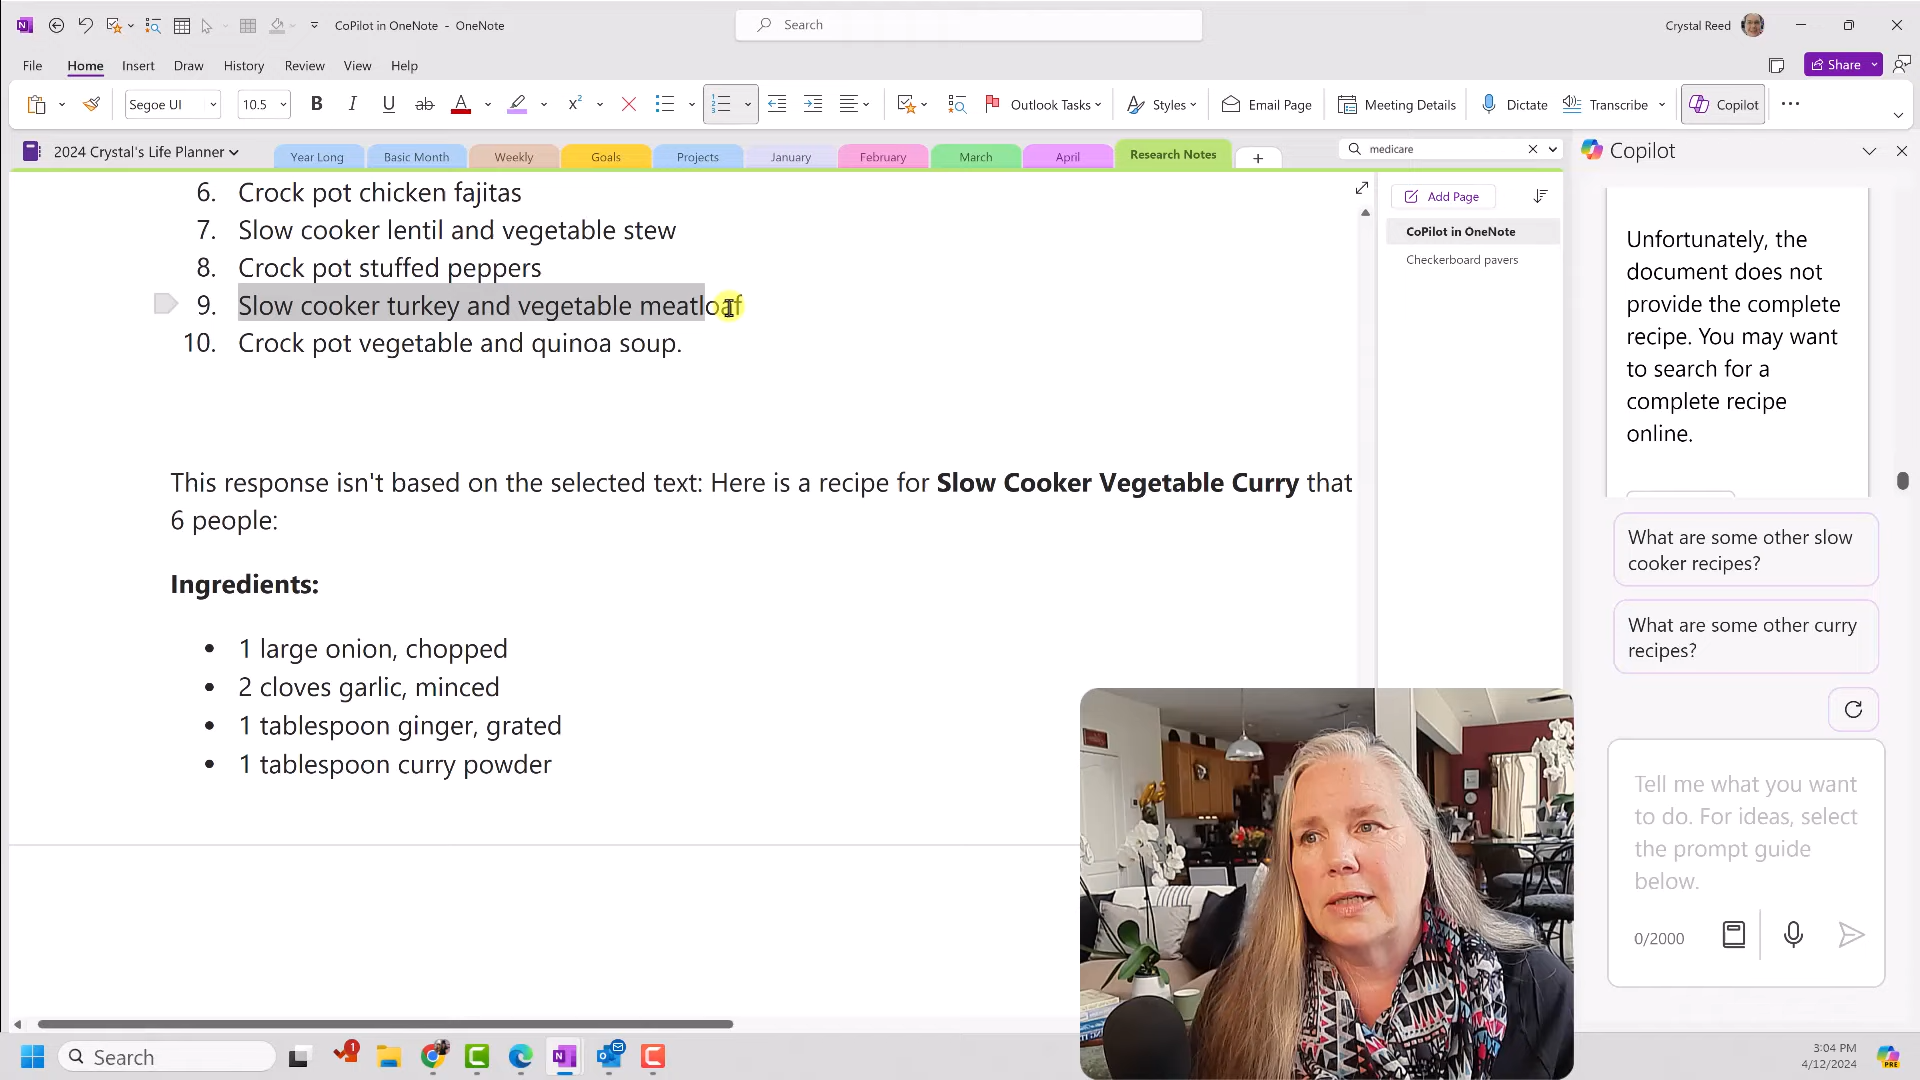 CoPilot in OneNote - OneNote
Search
Crystal Reed
File Home Insert Draw History Review View Help
Share
Segoe UI 10.5 B I U ab A x² Outlook Tasks Styles Email Page Meeting Details Dictate Transcribe Copilot
2024 Crystal's Life Planner
Year Long Basic Month Weekly Goals Projects January February March April Research Notes +
medicare
Copilot
6. Crock pot chicken fajitas
7. Slow cooker lentil and vegetable stew
8. Crock pot stuffed peppers
9. Slow cooker turkey and vegetable meatloaf
10. Crock pot vegetable and quinoa soup.
This response isn't based on the selected text: Here is a recipe for Slow Cooker Vegetable Curry that
6 people:
Ingredients:
• 1 large onion, chopped
• 2 cloves garlic, minced
• 1 tablespoon ginger, grated
• 1 tablespoon curry powder
Add Page
CoPilot in OneNote
Checkerboard pavers
Unfortunately, the
document does not
provide the complete
recipe. You may want
to search for a
complete recipe
online.
What are some other slow
cooker recipes?
What are some other curry
recipes?
Tell me what you want
to do. For ideas, select
the prompt guide
below.
0/2000
Search
1
3:04 PM
4/12/2024
PRE